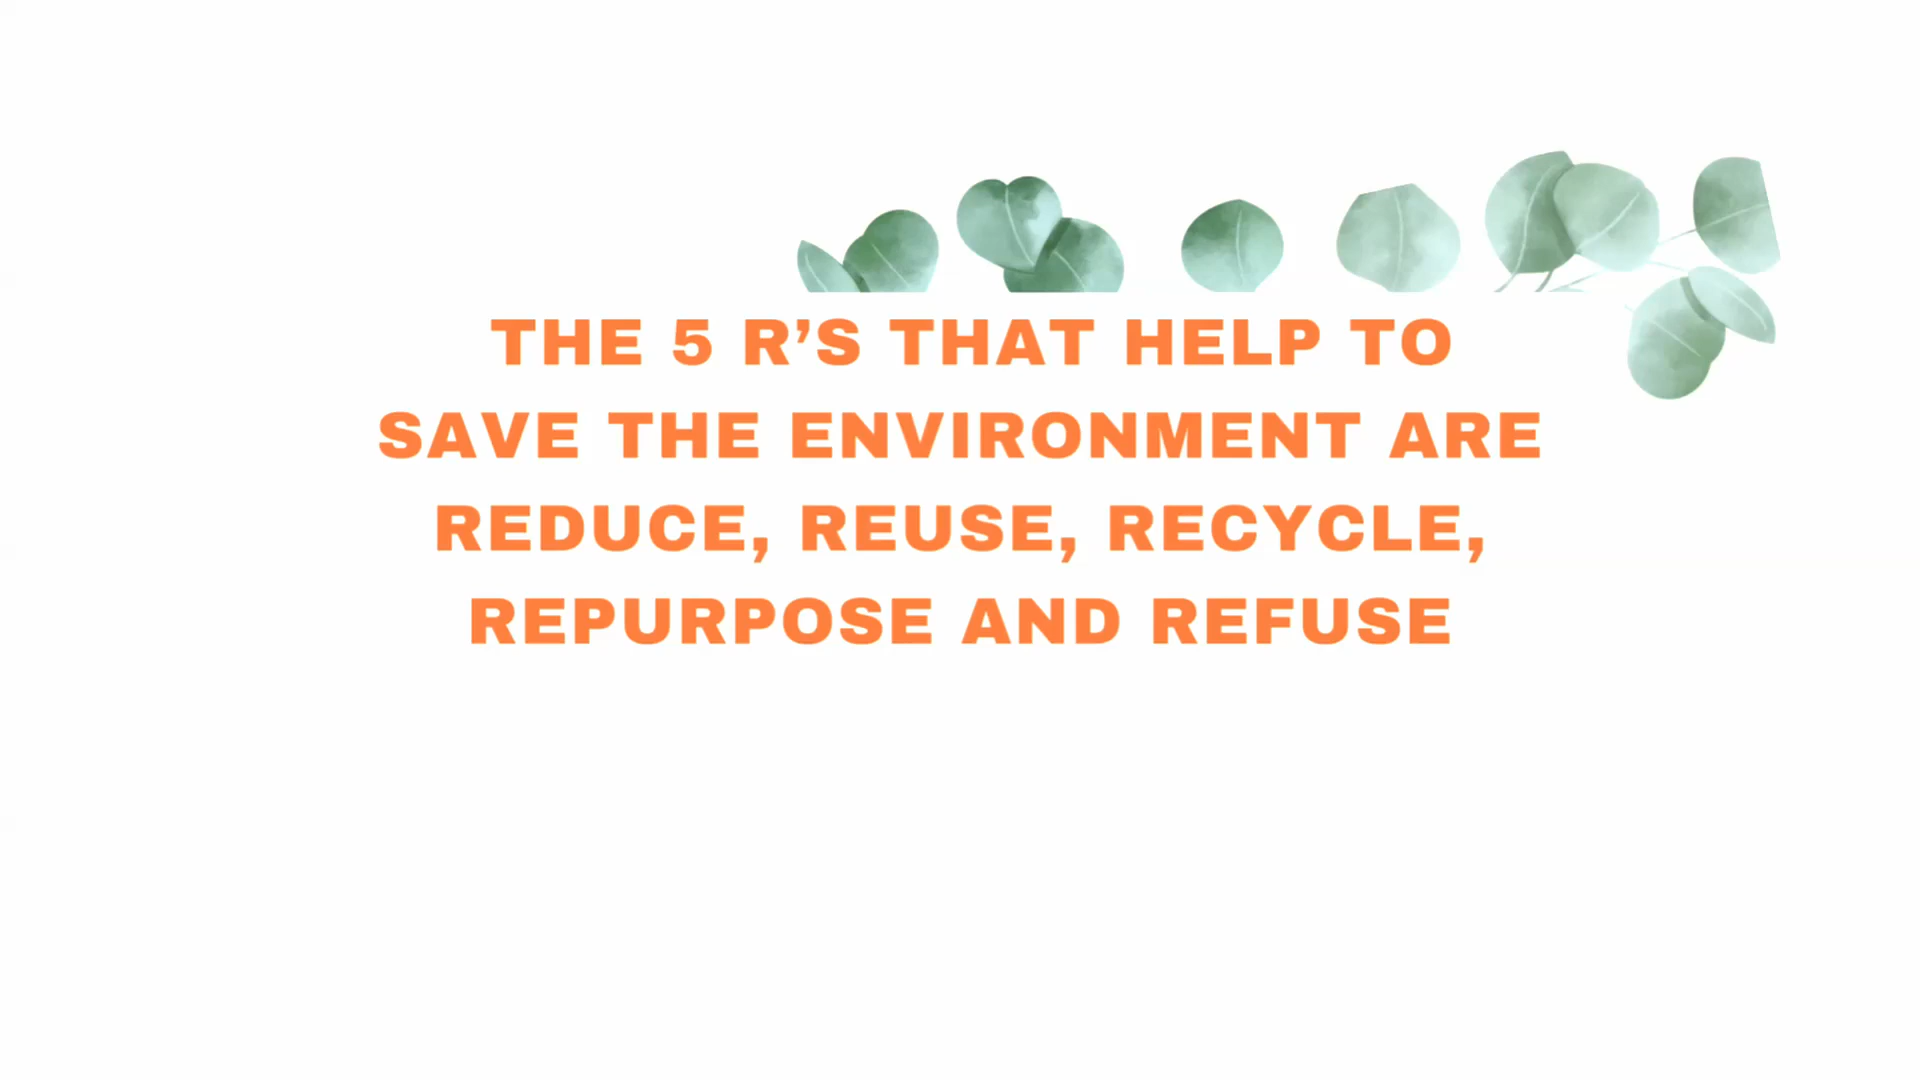 THE 5 R’S THAT HELP TO
SAVE THE ENVIRONMENT ARE
REDUCE, REUSE, RECYCLE,
REPURPOSE AND REFUSE